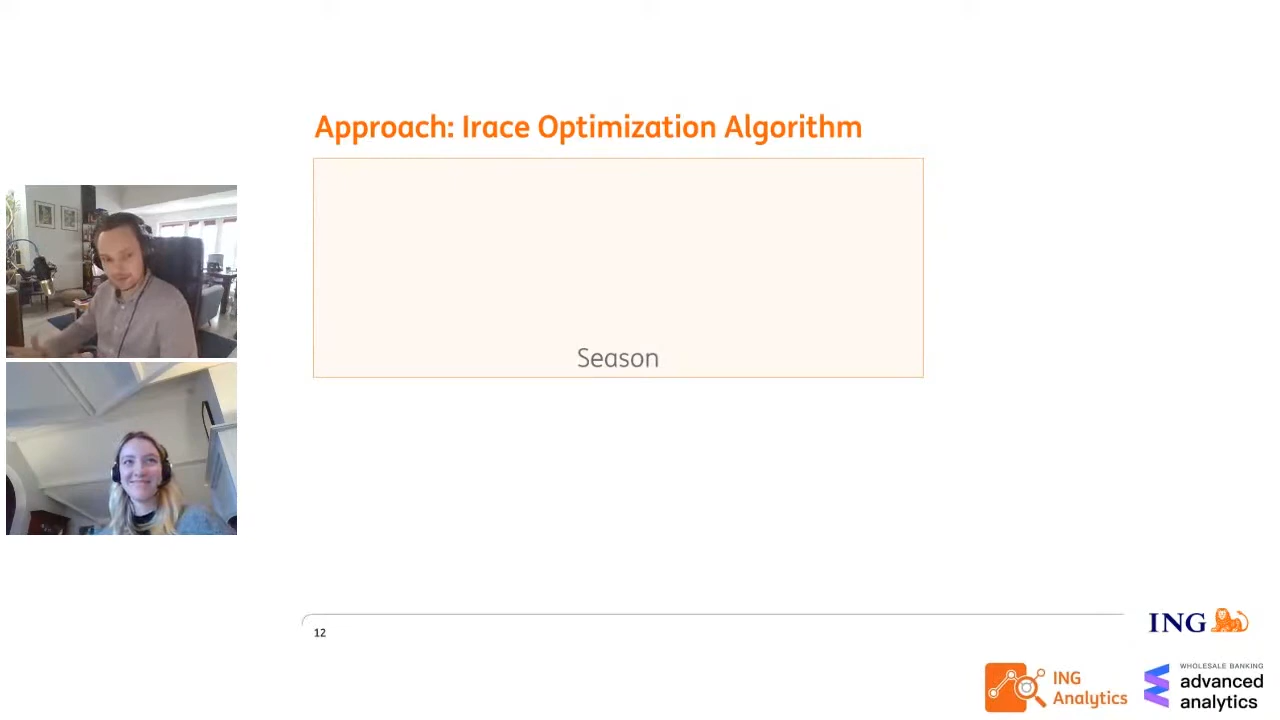 Approach: Irace Optimization Algorithm
Season
12
ING
ING
Analytics
WHOLESALE BANKING
advanced
analytics